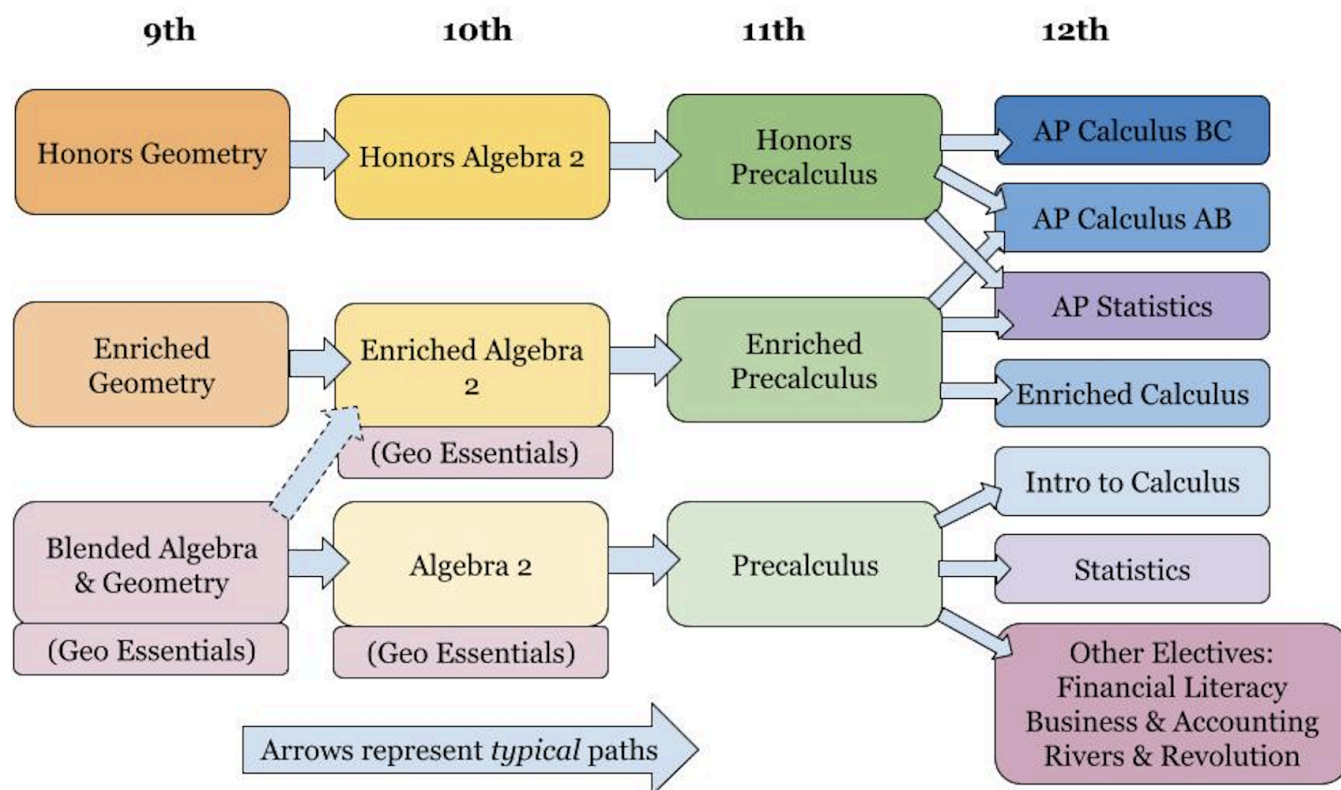 9th 10th 11th 12th
Honors Geometry
Honors Algebra 2
Honors
Precalculus
AP Calculus BC
AP Calculus AB
AP Statistics
Enriched
Geometry
Enriched Algebra
2
(Geo Essentials)
Enriched
Precalculus
Enriched Calculus
Blended Algebra
& Geometry
(Geo Essentials)
Algebra 2
(Geo Essentials)
Precalculus
Intro to Calculus
Statistics
Other Electives:
Financial Literacy
Business & Accounting
Rivers & Revolution
Arrows represent typical paths